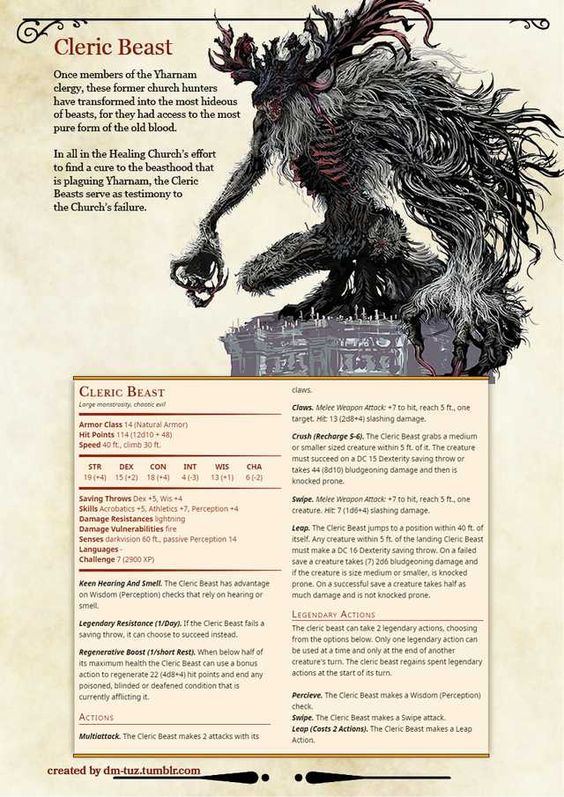 Cleric Beast
Once members of the Yharnam
clergy, these former church hunters
have transformed into the most hideous
of beasts, for they had access to the most
pure form of the old blood.
In all in the Healing Church's effort
to find a cure to the beasthood that
is plaguing Yharnam, the Cleric
Beasts serve as testimony to
the Church's failure.
Cleric Beast
Large monstrosity, chaotic evil
Armor Class 14 (Natural Armor)
Hit Points 114 (12d10 + 48)
Speed 40 ft., climb 30 ft.
STR DEX CON INT WIS CHA
19 (+4) 15 (+2) 18 (+4) 4 (-3) 13 (+1) 6 (-2)
Saving Throws Dex +5, Wis +4
Skills Acrobatics +5, Athletics +7, Perception +4
Damage Resistances lightning
Damage Vulnerabilities fire
Senses darkvision 60 ft., passive Perception 14
Languages -
Challenge 7 (2900 XP)
Keen Hearing And Smell. The Cleric Beast has advantage
on Wisdom (Perception) checks that rely on hearing or
smell.
Legendary Resistance (1/Day). If the Cleric Beast fails a
saving throw, it can choose to succeed instead.
Regenerative Boost (1/short Rest). When below half of
its maximum health the Cleric Beast can use a bonus
action to regenerate 22 (4d8+4) hit points and end any
poisoned, blinded or deafened condition that is
currently afflicting it.
Actions
Multiattack. The Cleric Beast makes 2 attacks with its
claws.
Claws. Melee Weapon Attack: +7 to hit, reach 5 ft., one
target. Hit: 13 (2d8+4) slashing damage.
Crush (Recharge 5-6). The Cleric Beast grabs a medium
or smaller sized creature within 5 ft. of it. The creature
must succeed on a DC 15 Dexterity saving throw or
takes 44 (8d10) bludgeoning damage and then is
knocked prone.
Swipe. Melee Weapon Attack: +7 to hit, reach 5 ft., one
creature. Hit: 7 (1d6+4) slashing damage.
Leap. The Cleric Beast jumps to a position within 40 ft. of
itself. Any creature within 5 ft. of the landing Cleric Beast
must make a DC 16 Dexterity saving throw. On a failed
save a creature takes (7) 2d6 bludgeoning damage and
if the creature is size medium or smaller, is knocked
prone. On a successful save a creature takes half as
much damage and is not knocked prone.
Legendary Actions
The cleric beast can take 2 legendary actions, choosing
from the options below. Only one legendary action can
be used at a time and only at the end of another
creature's turn. The cleric beast regains spent legendary
actions at the start of its turn.
Percieve. The Cleric Beast makes a Wisdom (Perception)
check.
Swipe. The Cleric Beast makes a Swipe attack.
Leap (Costs 2 Actions). The Cleric Beast makes a Leap
Action.
created by dm-tuz.tumblr.com